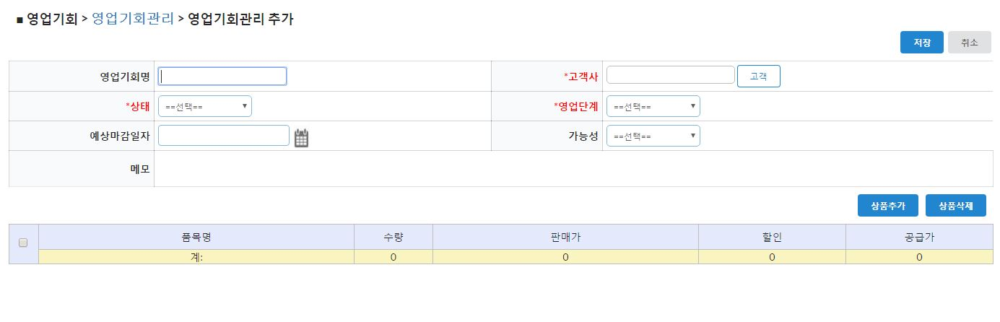 ■ 영업기회 > 영업기회관리 > 영업기회관리 추가
저장 취소
영업기회명 *고객사 고객
*상태 ==선택== *영업단계 ==선택==
예상마감일자 가능성 ==선택==
메모
상품추가 상품삭제
품목명 수량 판매가 할인 공급가
계: 0 0 0 0